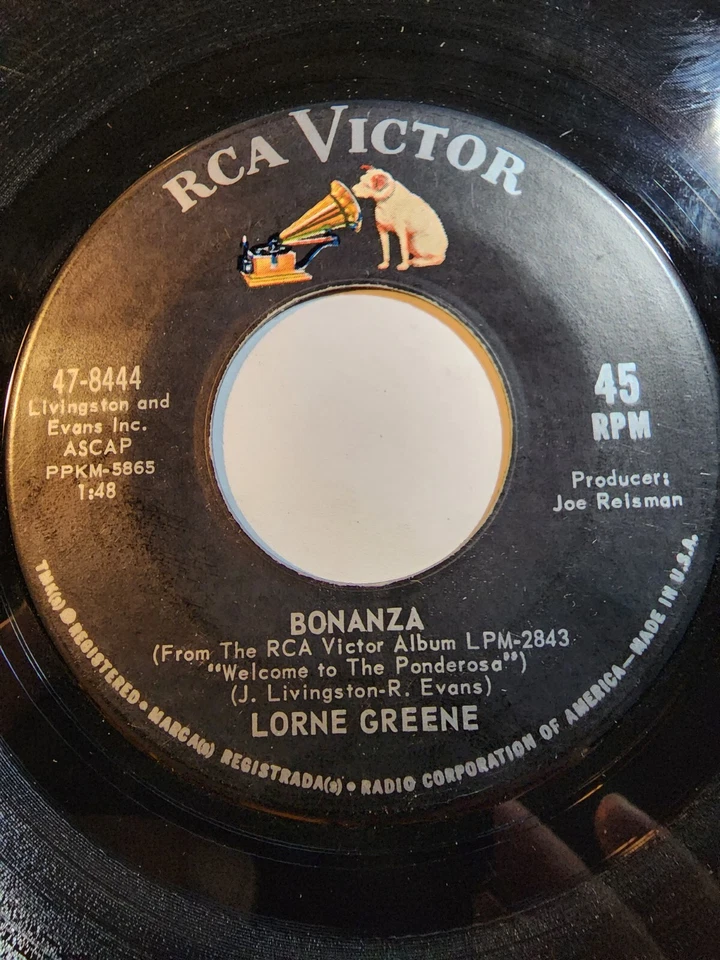 RCA VICTOR
47-8444
Livingston and
Evans Inc.
ASCAP
PPKM-5865
1:48
45
RPM
Producer:
Joe Reisman
BONANZA
(From The RCA Victor Album LPM-2843
“Welcome to The Ponderosa”)
(J. Livingston-R. Evans)
LORNE GREENE
TMK(s) ® REGISTERED • MARCA(s) REGISTRADA(s) • RADIO CORPORATION OF AMERICA—MADE IN U.S.A.